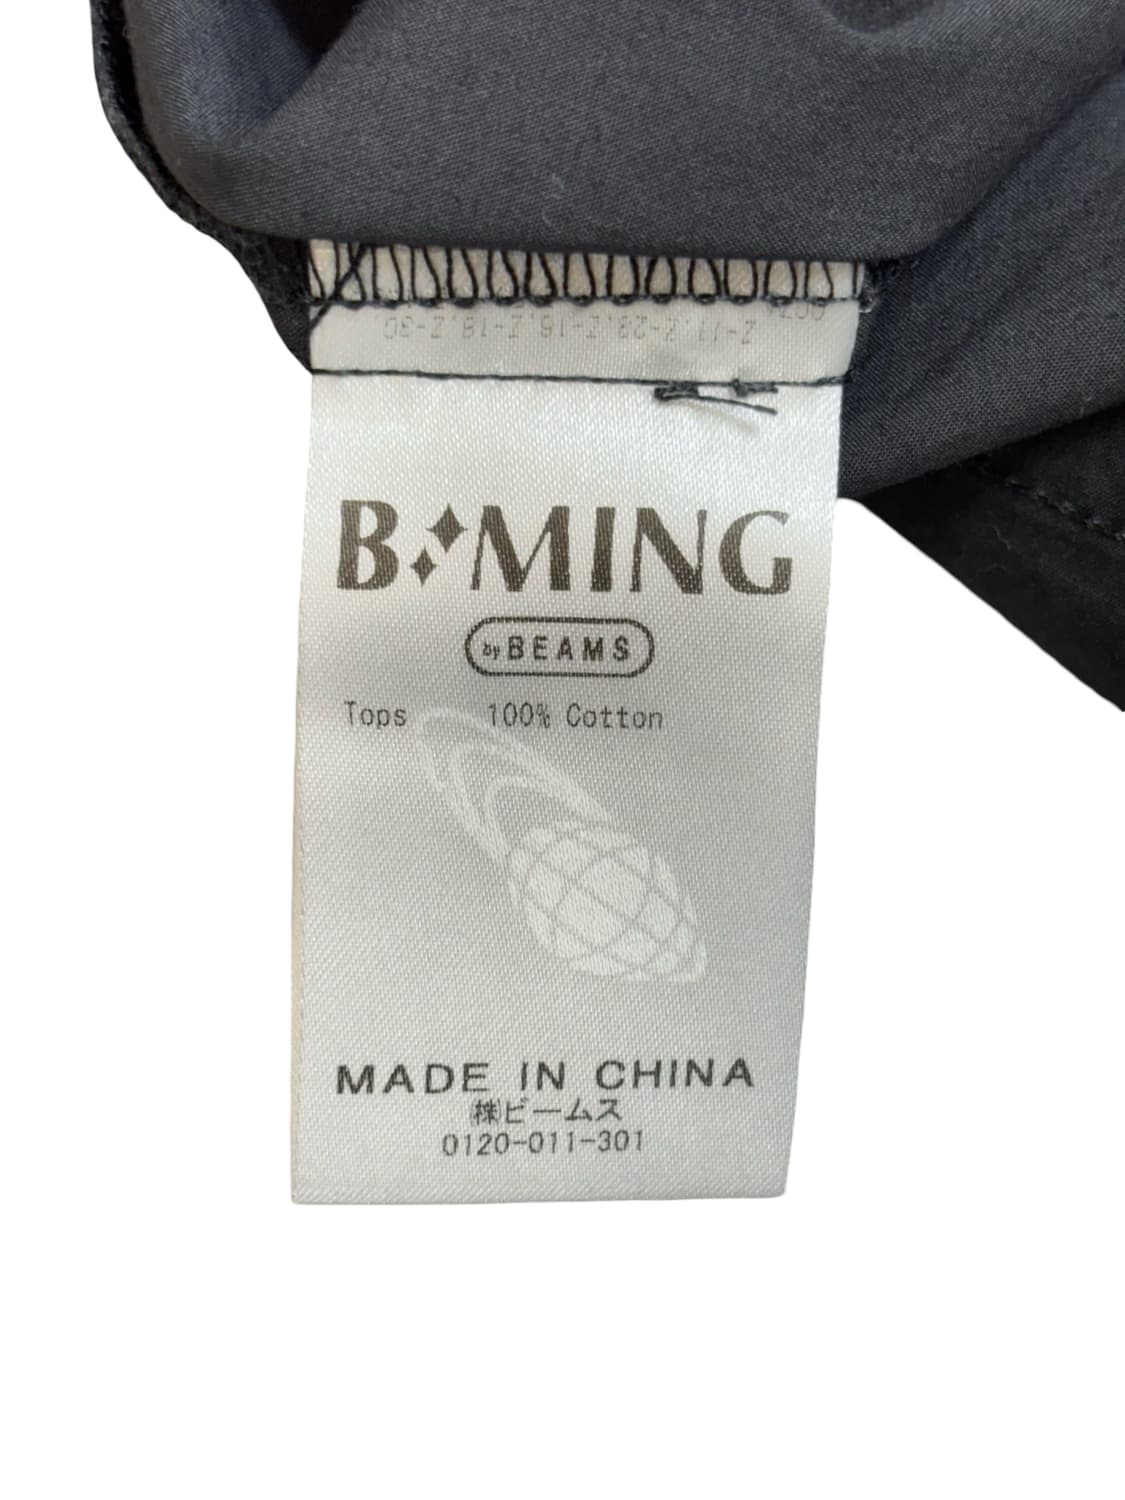 B MING
by BEAMS
Tops 100% Cotton
MADE IN CHINA
㈱ビームス
0120-011-301